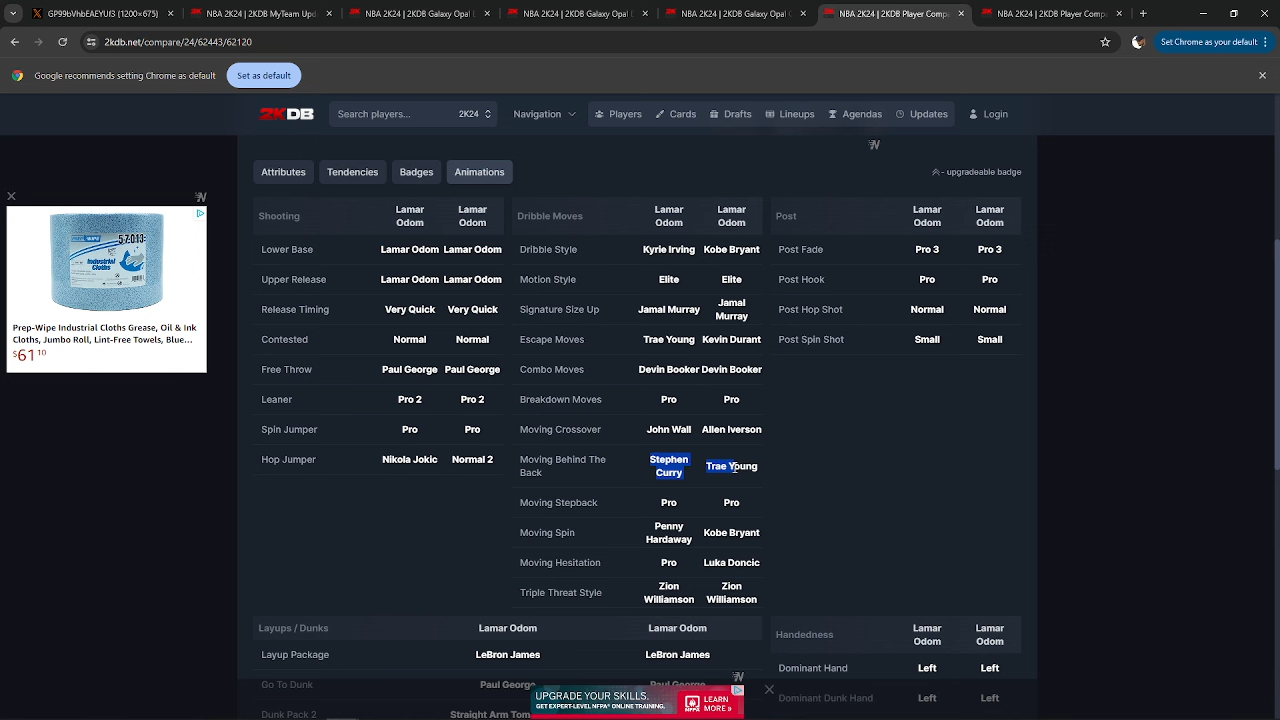 GP99bVhbEAEYUf3 (1200×675)
NBA 2K24 | 2KDB MyTeam Upd
NBA 2K24 | 2KDB Galaxy Opal
NBA 2K24 | 2KDB Galaxy Opal
NBA 2K24 | 2KDB Galaxy Opal
NBA 2K24 | 2KDB Player Comp
NBA 2K24 | 2KDB Player Comp
2kdb.net/compare/24/62443/62120
Set Chrome as your default
Google recommends setting Chrome as default
Set as default
2KDB
Search players...
2K24
Navigation
Players
Cards
Drafts
Lineups
Agendas
Updates
Login
Attributes
Tendencies
Badges
Animations
- upgradeable badge
Shooting Lamar Odom Lamar Odom
Lower Base Lamar Odom Lamar Odom
Upper Release Lamar Odom Lamar Odom
Release Timing Very Quick Very Quick
Contested Normal Normal
Free Throw Paul George Paul George
Leaner Pro 2 Pro 2
Spin Jumper Pro Pro
Hop Jumper Nikola Jokic Normal 2
Dribble Moves Lamar Odom Lamar Odom
Dribble Style Kyrie Irving Kobe Bryant
Motion Style Elite Elite
Signature Size Up Jamal Murray Jamal Murray
Escape Moves Trae Young Kevin Durant
Combo Moves Devin Booker Devin Booker
Breakdown Moves Pro Pro
Moving Crossover John Wall Allen Iverson
Moving Behind The Back Stephen Curry Trae Young
Moving Stepback Pro Pro
Moving Spin Penny Hardaway Kobe Bryant
Moving Hesitation Pro Luka Doncic
Triple Threat Style Zion Williamson Zion Williamson
Post Lamar Odom Lamar Odom
Post Fade Pro 3 Pro 3
Post Hook Pro Pro
Post Hop Shot Normal Normal
Post Spin Shot Small Small
Layups / Dunks Lamar Odom Lamar Odom
Layup Package LeBron James LeBron James
Go To Dunk Paul George Paul George
Dunk Pack 2 Straight Arm Tom
Handedness Lamar Odom Lamar Odom
Dominant Hand Left Left
Dominant Dunk Hand Left Left
57013
Industrial Cloths
Prep-Wipe Industrial Cloths Grease, Oil & Ink
Cloths, Jumbo Roll, Lint-Free Towels, Blue...
$61 10
UPGRADE YOUR SKILLS.
GET EXPERT-LEVEL NFPA® ONLINE TRAINING.
NFPA
LEARN
MORE »